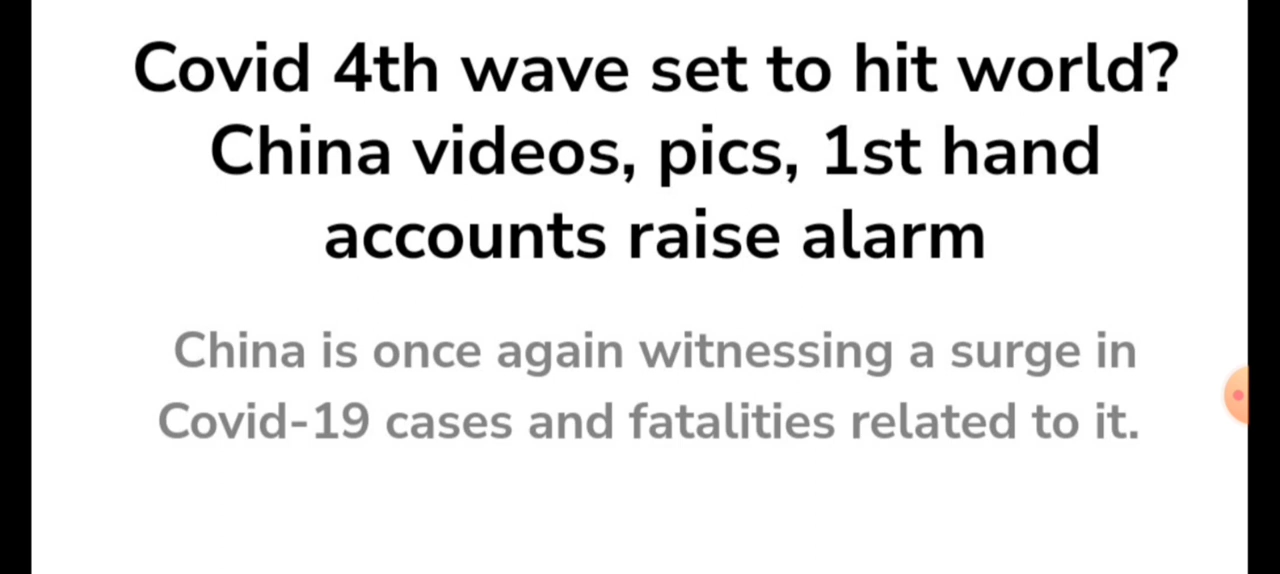 Covid 4th wave set to hit world?
China videos, pics, 1st hand
accounts raise alarm
China is once again witnessing a surge in
Covid-19 cases and fatalities related to it.